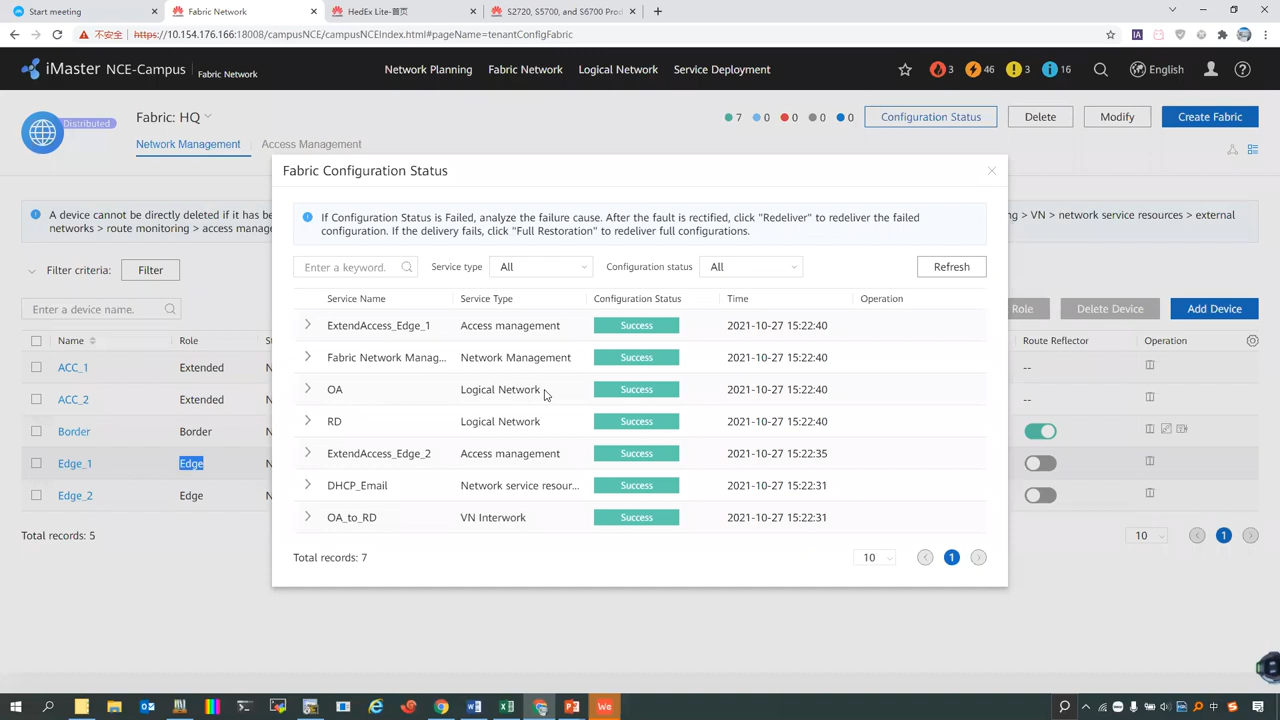 Start meeting
Fabric Network
HedEx Lite-首页
S2720, S5700, and S6700 Prod
不安全
https://10.154.176.166:18008/campusNCE/campusNCEIndex.html#pageName=tenantConfigFabric
iMaster NCE-Campus Fabric Network
Network Planning Fabric Network Logical Network Service Deployment
3 46 3 16 English
Distributed
Fabric: HQ
7 0 0 0 0 Configuration Status Delete Modify Create Fabric
Network Management Access Management
A device cannot be directly deleted if it has be
ng > VN > network service resources > external
networks > route monitoring > access manage
Filter criteria: Filter
Enter a device name.
Role Delete Device Add Device
Name Role S
Route Reflector Operation
ACC_1 Extended N --
ACC_2 Extended N --
Border Border N
Edge_1 Edge N
Edge_2 Edge N
Total records: 5 10 1
Fabric Configuration Status
If Configuration Status is Failed, analyze the failure cause. After the fault is rectified, click "Redeliver" to redeliver the failed
configuration. If the delivery fails, click "Full Restoration" to redeliver full configurations.
Enter a keyword. Service type All Configuration status All Refresh
Service Name Service Type Configuration Status Time Operation
ExtendAccess_Edge_1 Access management Success 2021-10-27 15:22:40
Fabric Network Manag... Network Management Success 2021-10-27 15:22:40
OA Logical Network Success 2021-10-27 15:22:40
RD Logical Network Success 2021-10-27 15:22:40
ExtendAccess_Edge_2 Access management Success 2021-10-27 15:22:35
DHCP_Email Network service resour... Success 2021-10-27 15:22:31
OA_to_RD VN Interwork Success 2021-10-27 15:22:31
Total records: 7 10 1
We
中